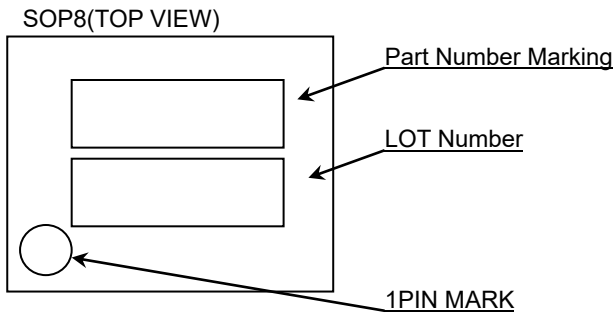 SOP8(TOP VIEW)
Part Number Marking
LOT Number
1PIN MARK